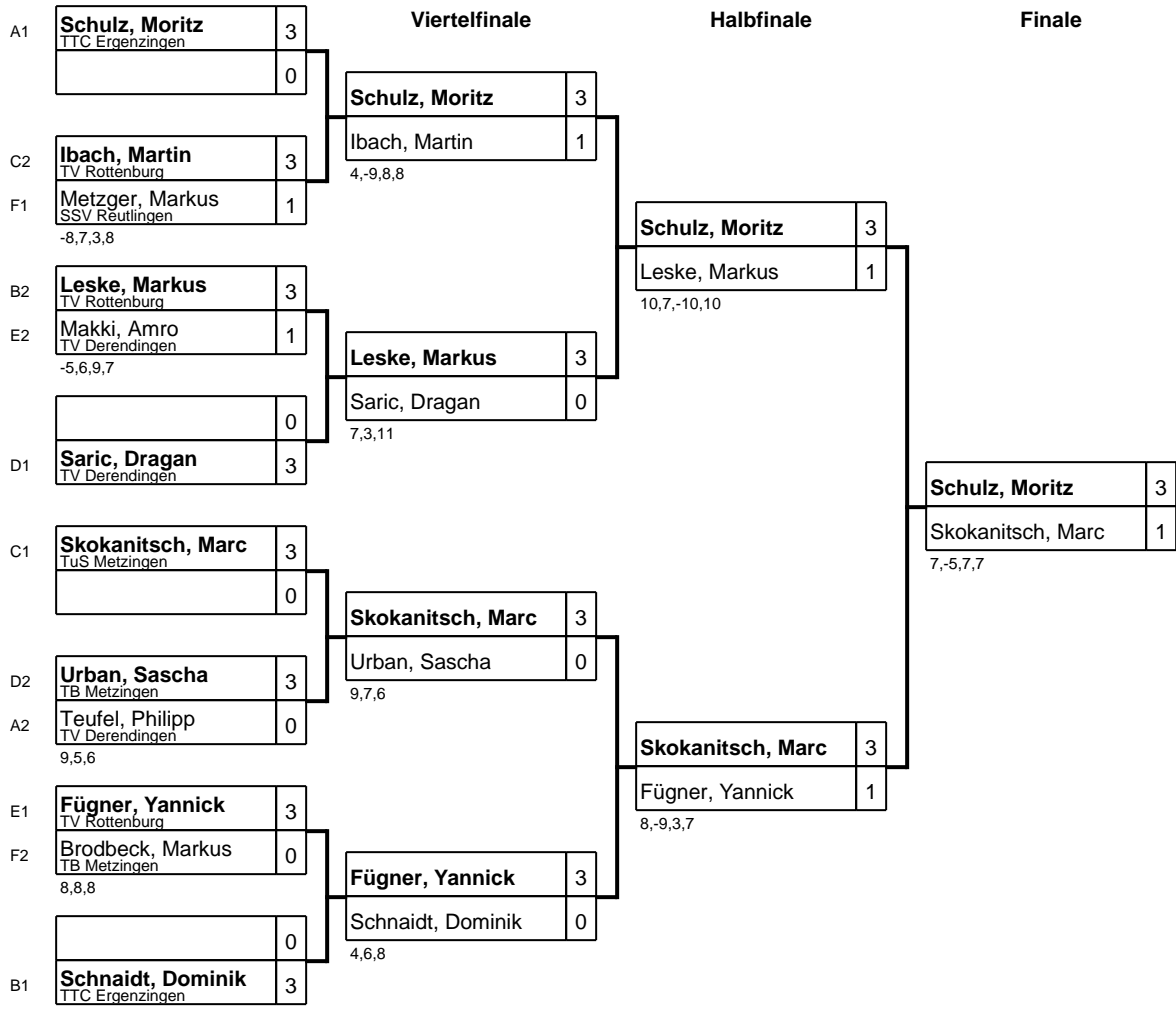 Viertelfinale
Halbfinale
Finale
A1
Schulz, Moritz 3
TTC Ergenzingen
0
C2
Ibach, Martin 3
TV Rottenburg
F1
Metzger, Markus 1
SSV Reutlingen
-8,7,3,8
B2
Leske, Markus 3
TV Rottenburg
E2
Makki, Amro 1
TV Derendingen
-5,6,9,7
0
D1
Saric, Dragan 3
TV Derendingen
C1
Skokanitsch, Marc 3
TuS Metzingen
0
D2
Urban, Sascha 3
TB Metzingen
A2
Teufel, Philipp 0
TV Derendingen
9,5,6
E1
Fügner, Yannick 3
TV Rottenburg
F2
Brodbeck, Markus 0
TB Metzingen
8,8,8
0
B1
Schnaidt, Dominik 3
TTC Ergenzingen
Schulz, Moritz 3
Ibach, Martin 1
4,-9,8,8
Leske, Markus 3
Saric, Dragan 0
7,3,11
Skokanitsch, Marc 3
Urban, Sascha 0
9,7,6
Fügner, Yannick 3
Schnaidt, Dominik 0
4,6,8
Schulz, Moritz 3
Leske, Markus 1
10,7,-10,10
Skokanitsch, Marc 3
Fügner, Yannick 1
8,-9,3,7
Schulz, Moritz 3
Skokanitsch, Marc 1
7,-5,7,7